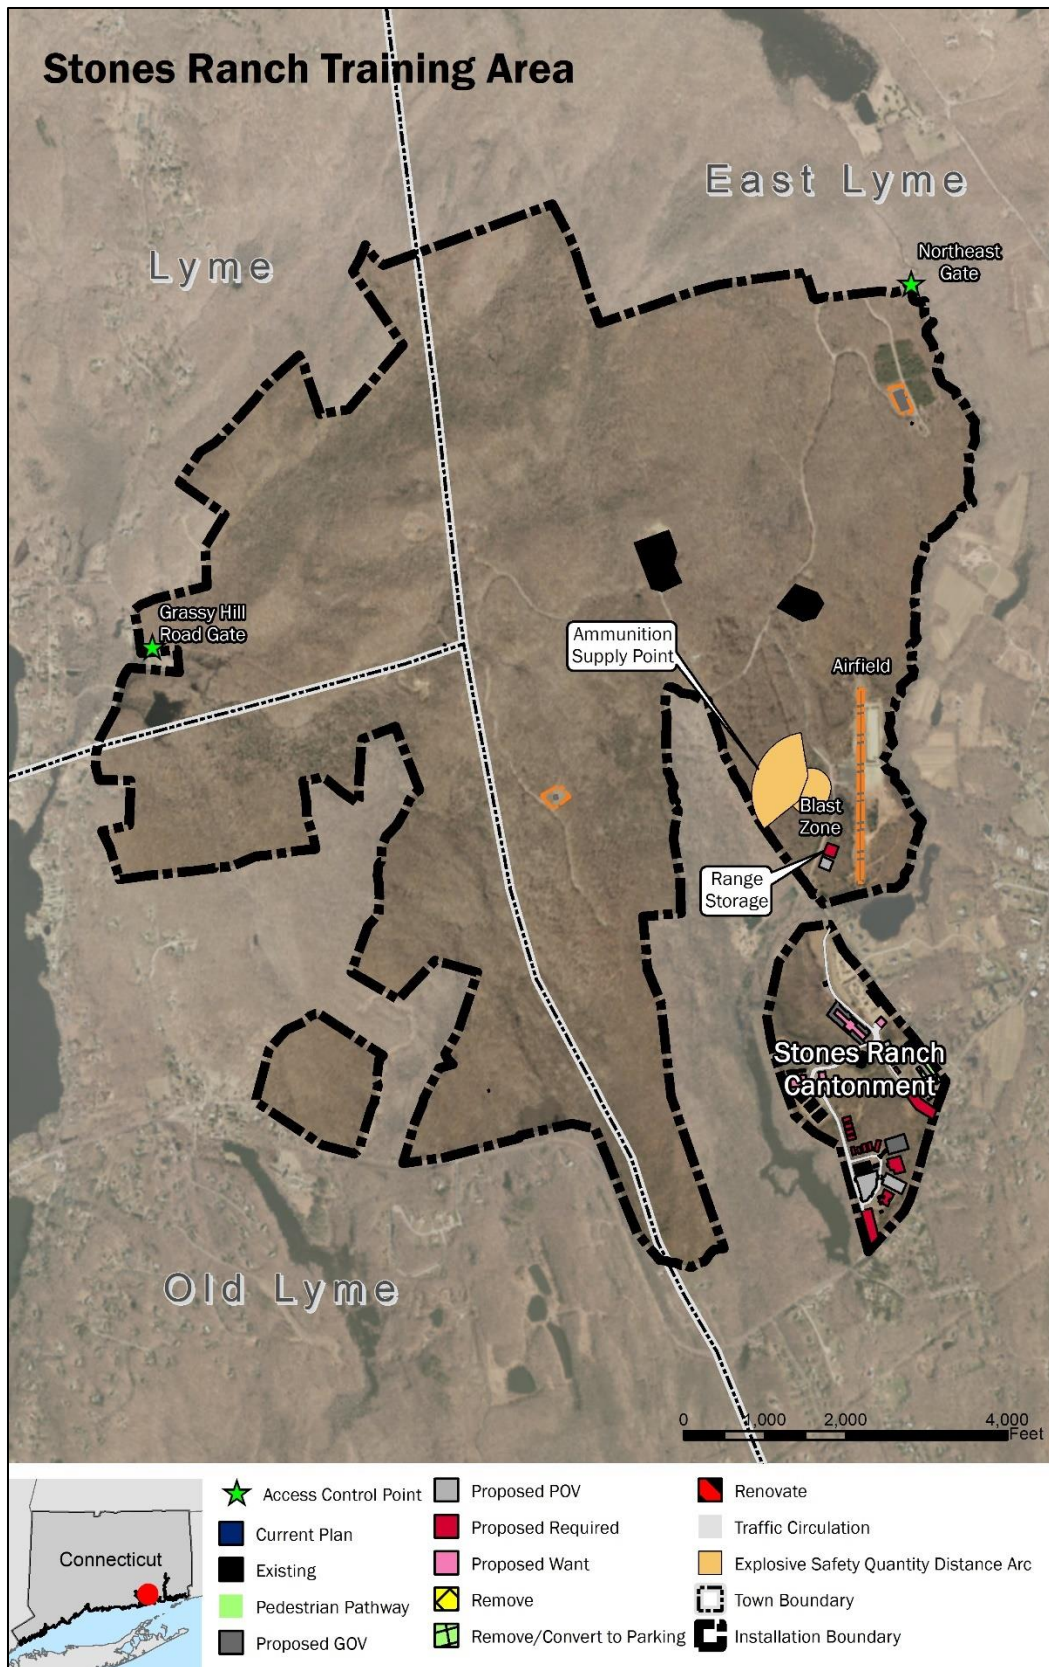 Stones Ranch Training Area
East Lyme
Lyme
Northeast
Gate
Grassy Hill
Road Gate
Ammunition
Supply Point
Airfield
Blast
Zone
Range
Storage
Stones Ranch
Cantonment
Old Lyme
0 1,000 2,000 4,000
Feet
Connecticut
Access Control Point
Current Plan
Existing
Pedestrian Pathway
Proposed GOV
Proposed POV
Proposed Required
Proposed Want
Remove
Remove/Convert to Parking
Renovate
Traffic Circulation
Explosive Safety Quantity Distance Arc
Town Boundary
Installation Boundary